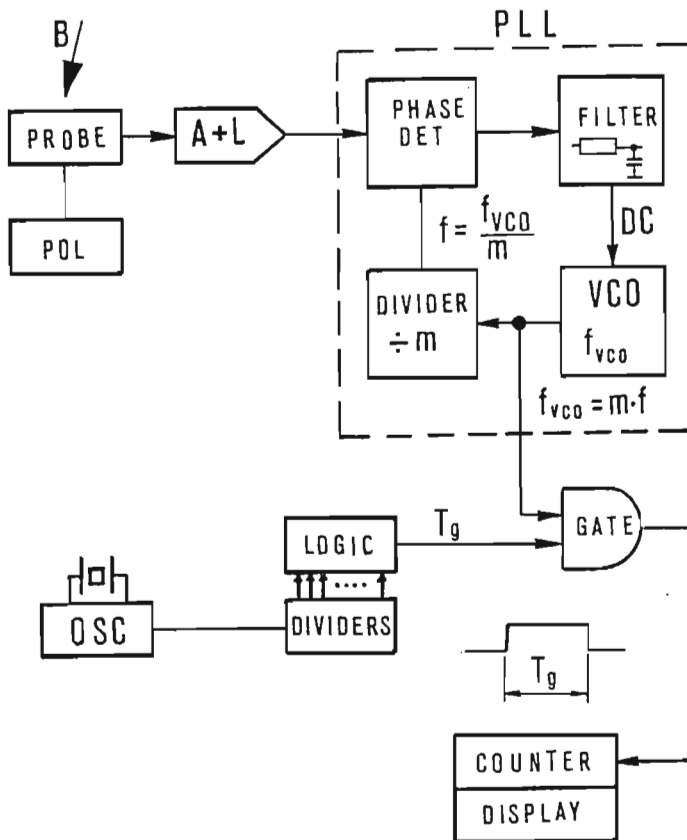 PLL
B
PROBE
A+L
PHASE
DET
FILTER
POL
f = fVCO/m
DC
DIVIDER
÷ m
VCO
fVCO
fVCO = m·f
LOGIC
Tg
GATE
....
OSC
DIVIDERS
Tg
COUNTER
DISPLAY